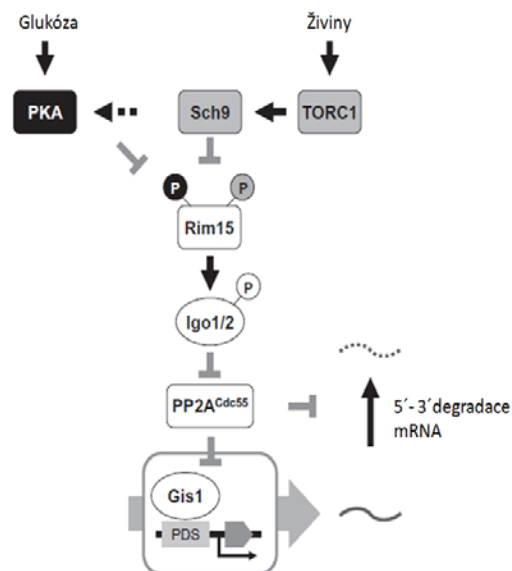 Glukóza
Živiny
PKA
Sch9
TORC1
P
P
Rim15
P
Igo1/2
PP2ACdc55
5´- 3´degradace
mRNA
Gis1
PDS